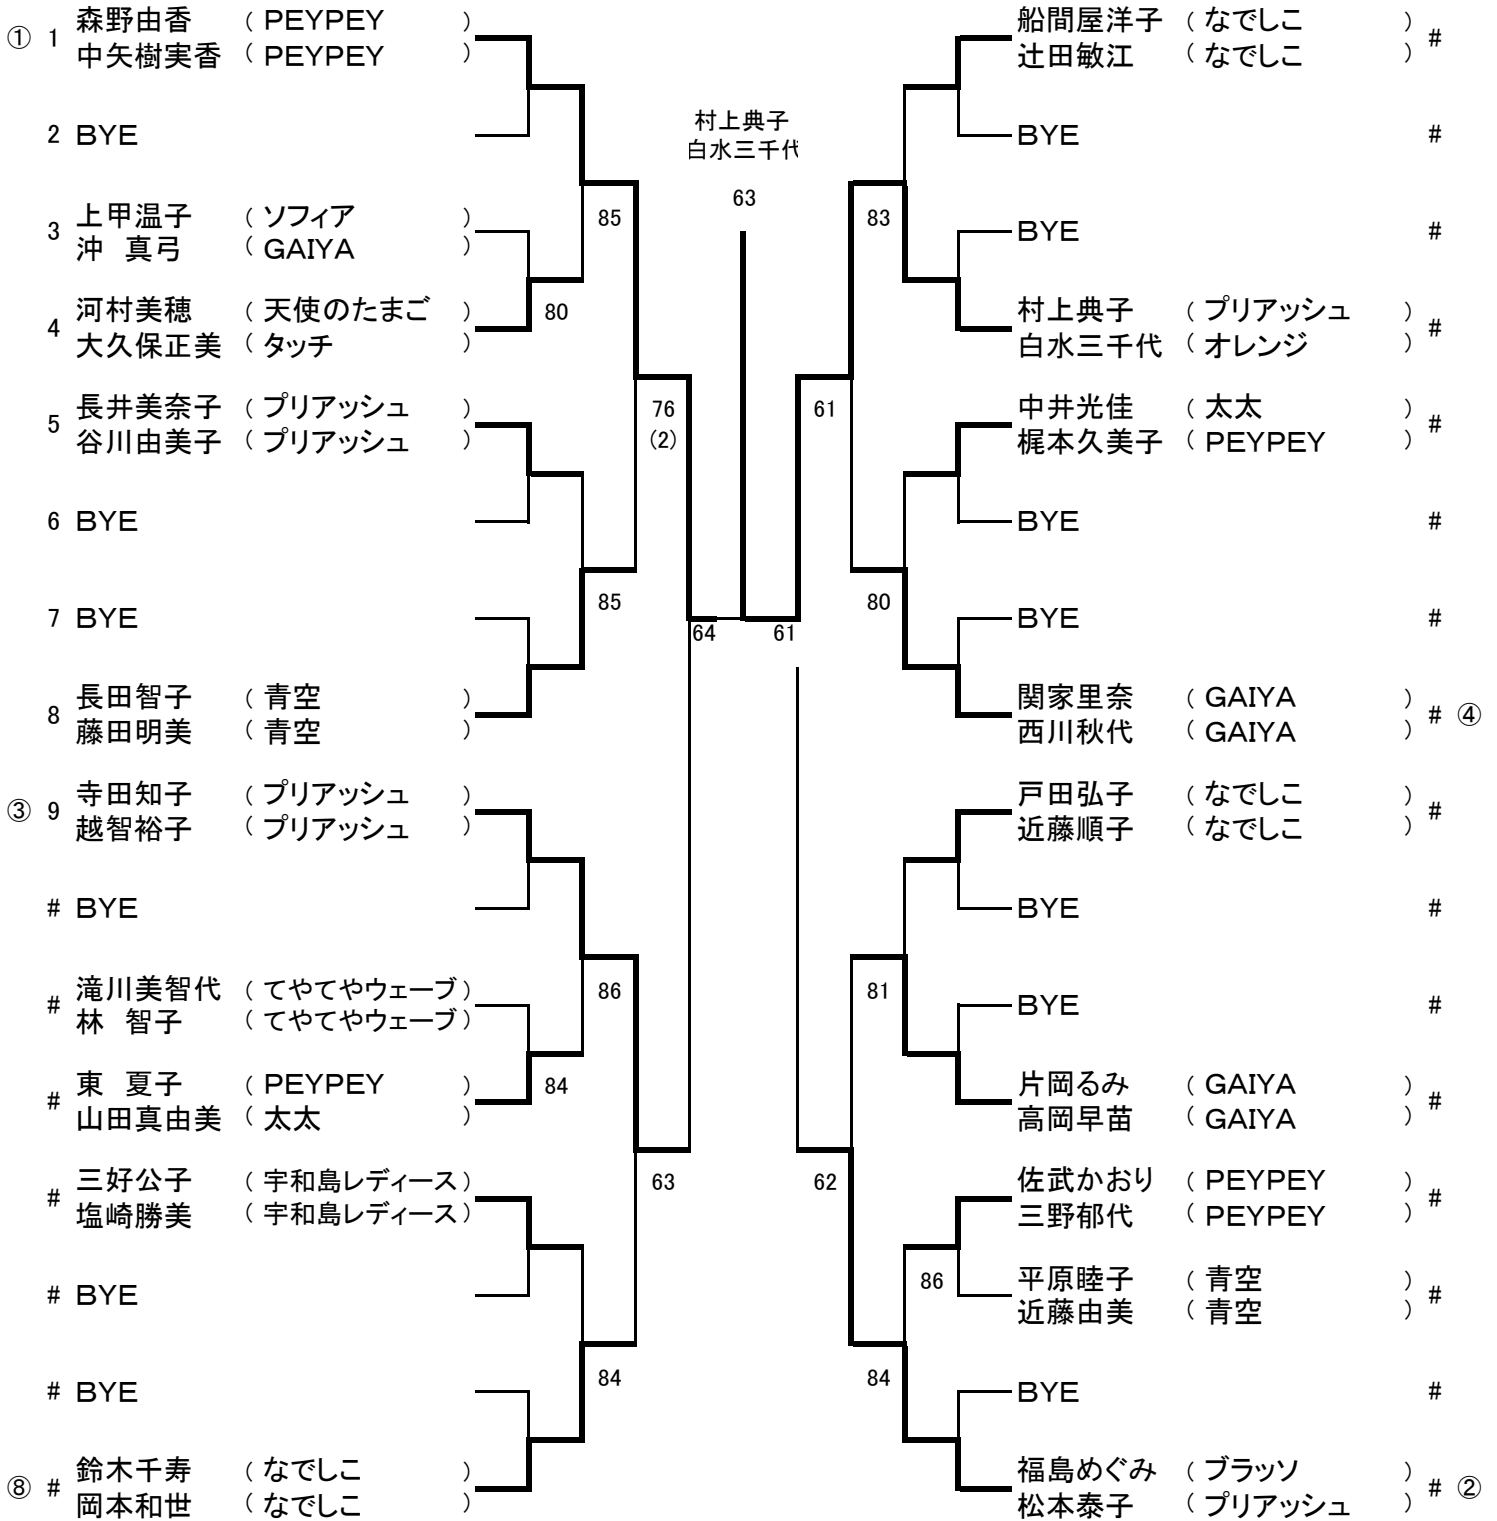 ① 1 森野由香 ( PEYPEY )
中矢樹実香 ( PEYPEY )
2 BYE
3 上甲温子 ( ソフィア )
沖 真弓 ( GAIYA )
4 河村美穂 ( 天使のたまご )
大久保正美 ( タッチ )
80
85
5 長井美奈子 ( プリアッシュ )
谷川由美子 ( プリアッシュ )
6 BYE
7 BYE
8 長田智子 ( 青空 )
藤田明美 ( 青空 )
85
76
(2)
③ 9 寺田知子 ( プリアッシュ )
越智裕子 ( プリアッシュ )
# BYE
# 滝川美智代 ( てやてやウェーブ )
林 智子 ( てやてやウェーブ )
# 東 夏子 ( PEYPEY )
山田真由美 ( 太太 )
84
86
# 三好公子 ( 宇和島レディース )
塩崎勝美 ( 宇和島レディース )
# BYE
# BYE
⑧ # 鈴木千寿 ( なでしこ )
岡本和世 ( なでしこ )
84
63
64
村上典子
白水三千代
63
61
船間屋洋子 ( なでしこ ) #
辻田敏江 ( なでしこ )
BYE #
BYE #
村上典子 ( プリアッシュ ) #
白水三千代 ( オレンジ )
83
中井光佳 ( 太太 ) #
梶本久美子 ( PEYPEY )
BYE #
BYE #
関家里奈 ( GAIYA ) # ④
西川秋代 ( GAIYA )
80
61
戸田弘子 ( なでしこ ) #
近藤順子 ( なでしこ )
BYE #
BYE #
片岡るみ ( GAIYA ) #
高岡早苗 ( GAIYA )
81
佐武かおり ( PEYPEY ) #
三野郁代 ( PEYPEY )
86
平原睦子 ( 青空 ) #
近藤由美 ( 青空 )
BYE #
福島めぐみ ( ブラッソ ) # ②
松本泰子 ( プリアッシュ )
84
62